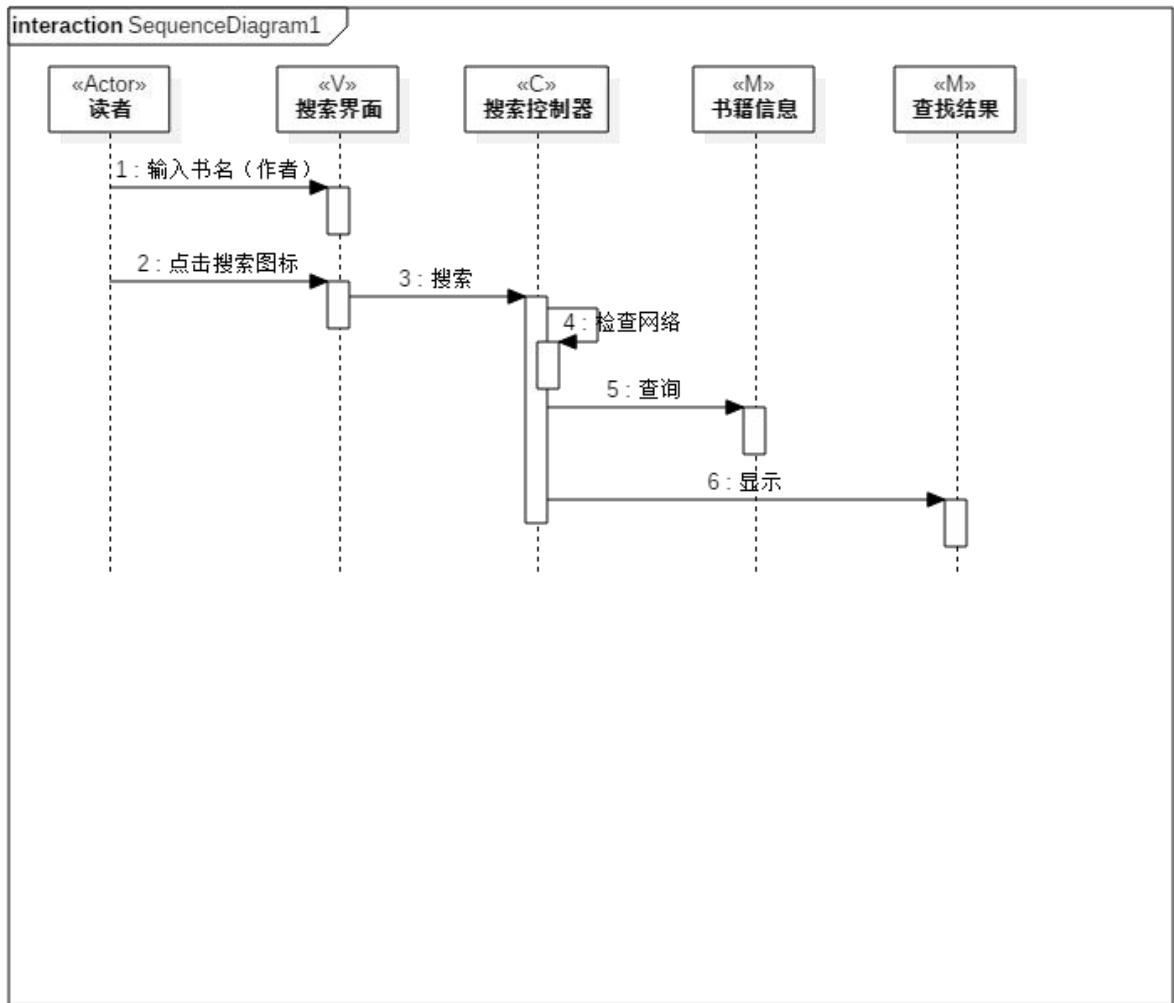 interaction SequenceDiagram1
«Actor»
读者
«V»
搜索界面
«C»
搜索控制器
«M»
书籍信息
«M»
查找结果
1 : 输入书名（作者）
2 : 点击搜索图标
3 : 搜索
4 : 检查网络
5 : 查询
6 : 显示